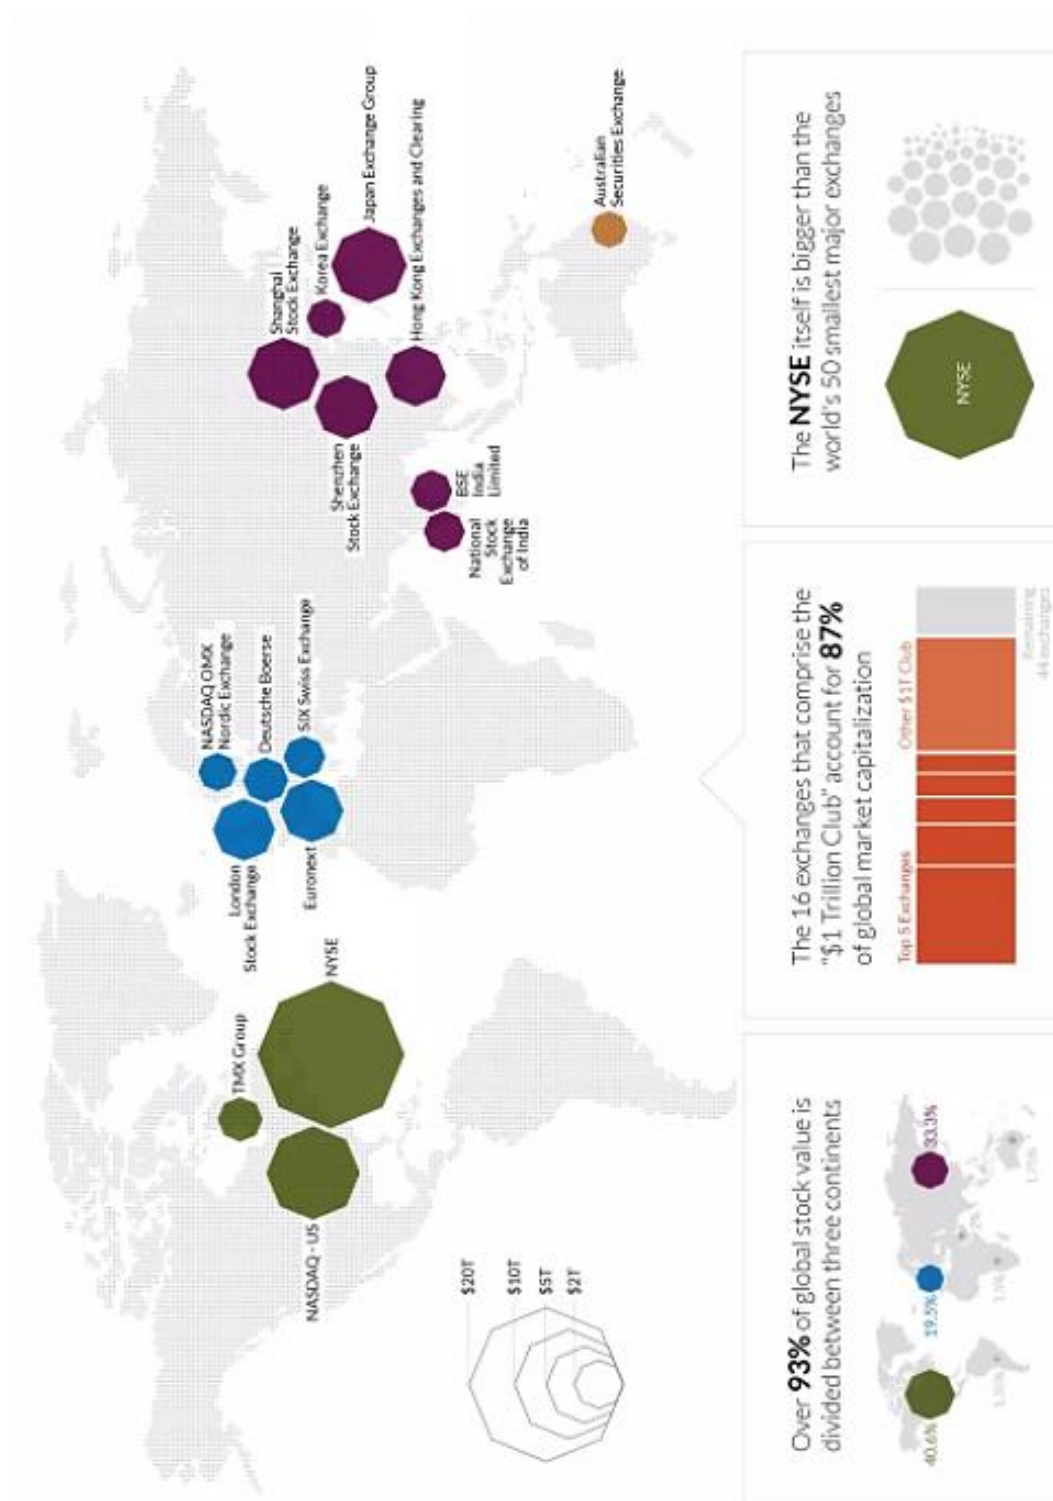 TMX Group
NYSE
NASDAQ - US
London
Stock Exchange
Euronext
NASDAQ OMX
Nordic Exchange
Deutsche Boerse
SIX Swiss Exchange
Shanghai
Stock Exchange
Korea Exchange
Japan Exchange Group
Hong Kong Exchanges and Clearing
Shenzhen
Stock Exchange
BSE
India
Limited
National
Stock
Exchange
of India
Australian
Securities Exchange
$20T
$10T
$5T
$2T
Over 93% of global stock value is
divided between three continents
40.6%
19.5%
33.3%
The 16 exchanges that comprise the
"$1 Trillion Club" account for 87%
of global market capitalization
Top 5 Exchanges
Other $1T Club
Remaining
44 exchanges
The NYSE itself is bigger than the
world's 50 smallest major exchanges
NYSE